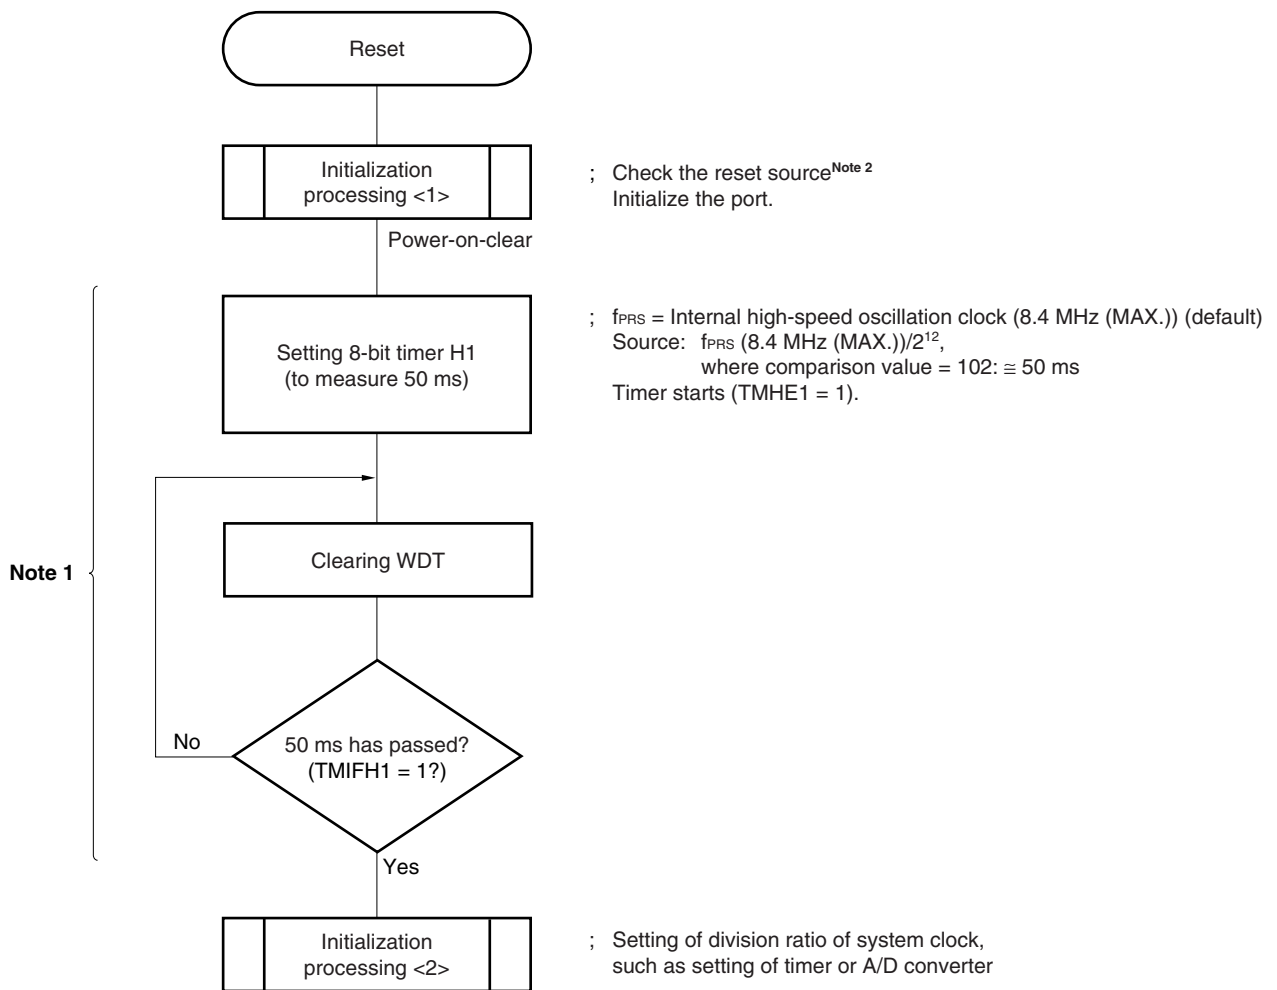 Reset
Initialization
processing <1>
; Check the reset sourceNote 2
Initialize the port.
Power-on-clear
Setting 8-bit timer H1
(to measure 50 ms)
; fPRS = Internal high-speed oscillation clock (8.4 MHz (MAX.)) (default)
Source: fPRS (8.4 MHz (MAX.))/2¹²,
where comparison value = 102: ≅ 50 ms
Timer starts (TMHE1 = 1).
Note 1
Clearing WDT
50 ms has passed?
(TMIFH1 = 1?)
No
Yes
Initialization
processing <2>
; Setting of division ratio of system clock,
such as setting of timer or A/D converter